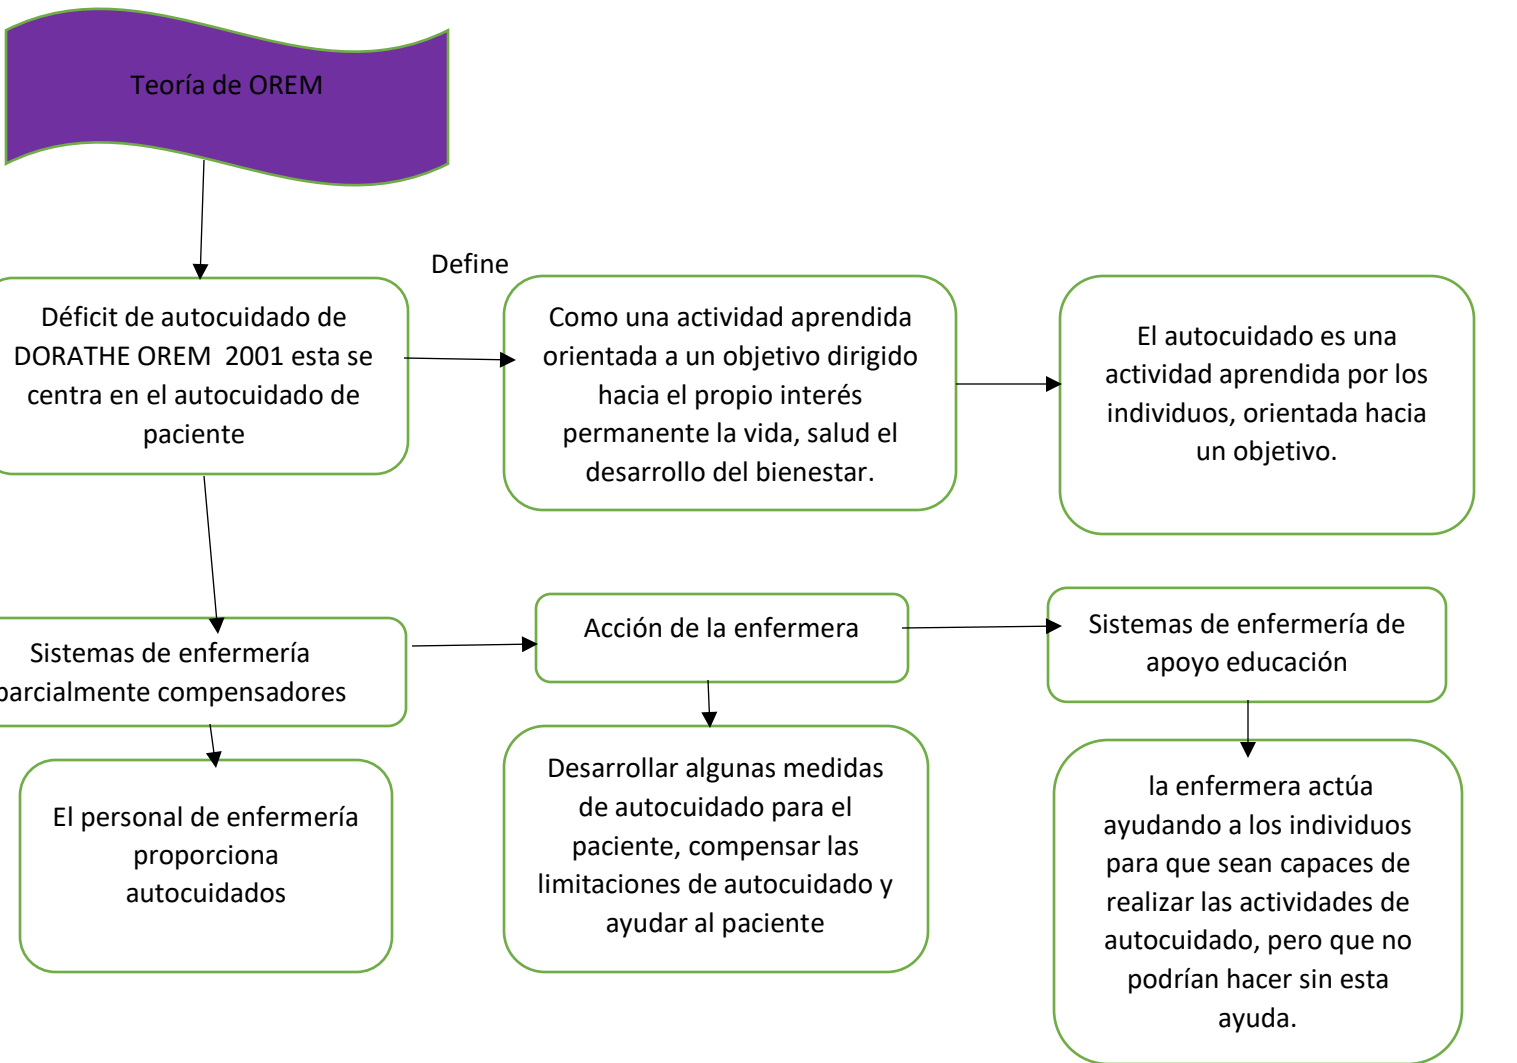 Teoría de OREM
Define
Déficit de autocuidado de
DORATHE OREM  2001 esta se
centra en el autocuidado de
paciente
Como una actividad aprendida
orientada a un objetivo dirigido
hacia el propio interés
permanente la vida, salud el
desarrollo del bienestar.
El autocuidado es una
actividad aprendida por los
individuos, orientada hacia
un objetivo.
Sistemas de enfermería
parcialmente compensadores
Acción de la enfermera
Sistemas de enfermería de
apoyo educación
El personal de enfermería
proporciona
autocuidados
Desarrollar algunas medidas
de autocuidado para el
paciente, compensar las
limitaciones de autocuidado y
ayudar al paciente
la enfermera actúa
ayudando a los individuos
para que sean capaces de
realizar las actividades de
autocuidado, pero que no
podrían hacer sin esta
ayuda.